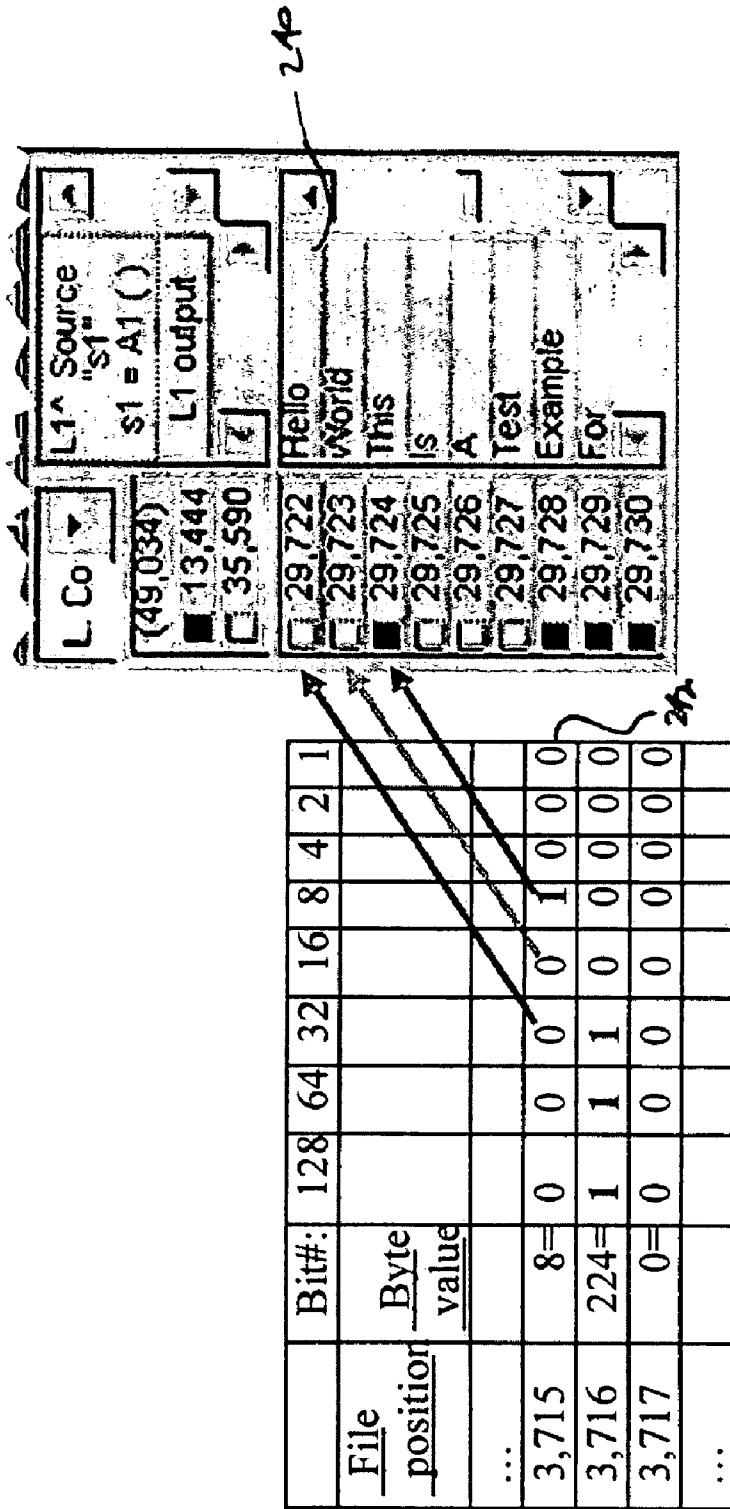 Bit#: 128 64 32 16 8 4 2 1
File position Byte value
...
3,715 8= 0 0 0 0 1 0 0 0
3,716 224= 1 1 1 0 0 0 0 0
3,717 0= 0 0 0 0 0 0 0 0
...
L Co
L1^ Source
"s1"
(49,034) s1 = A1 ()
13,444 L1 output
35,590
29,722 Hello
29,723 World
29,724 This
29,725 Is
29,726 A
29,727 Test
29,728 Example
29,729 For
29,730
240